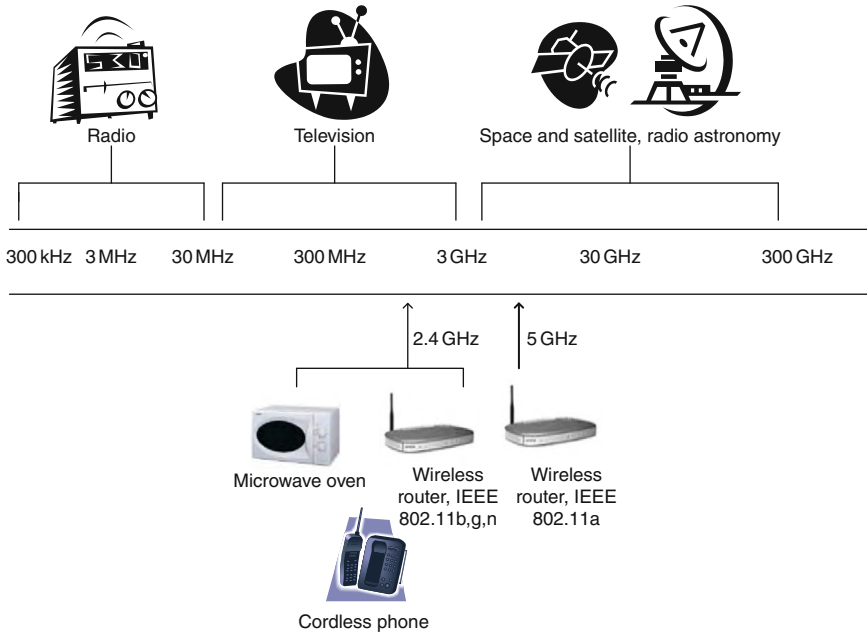 530
Radio
Television
Space and satellite, radio astronomy
300 kHz 3 MHz 30 MHz 300 MHz 3 GHz 30 GHz 300 GHz
2.4 GHz 5 GHz
Microwave oven
Wireless
router, IEEE
802.11b,g,n
Wireless
router, IEEE
802.11a
Cordless phone